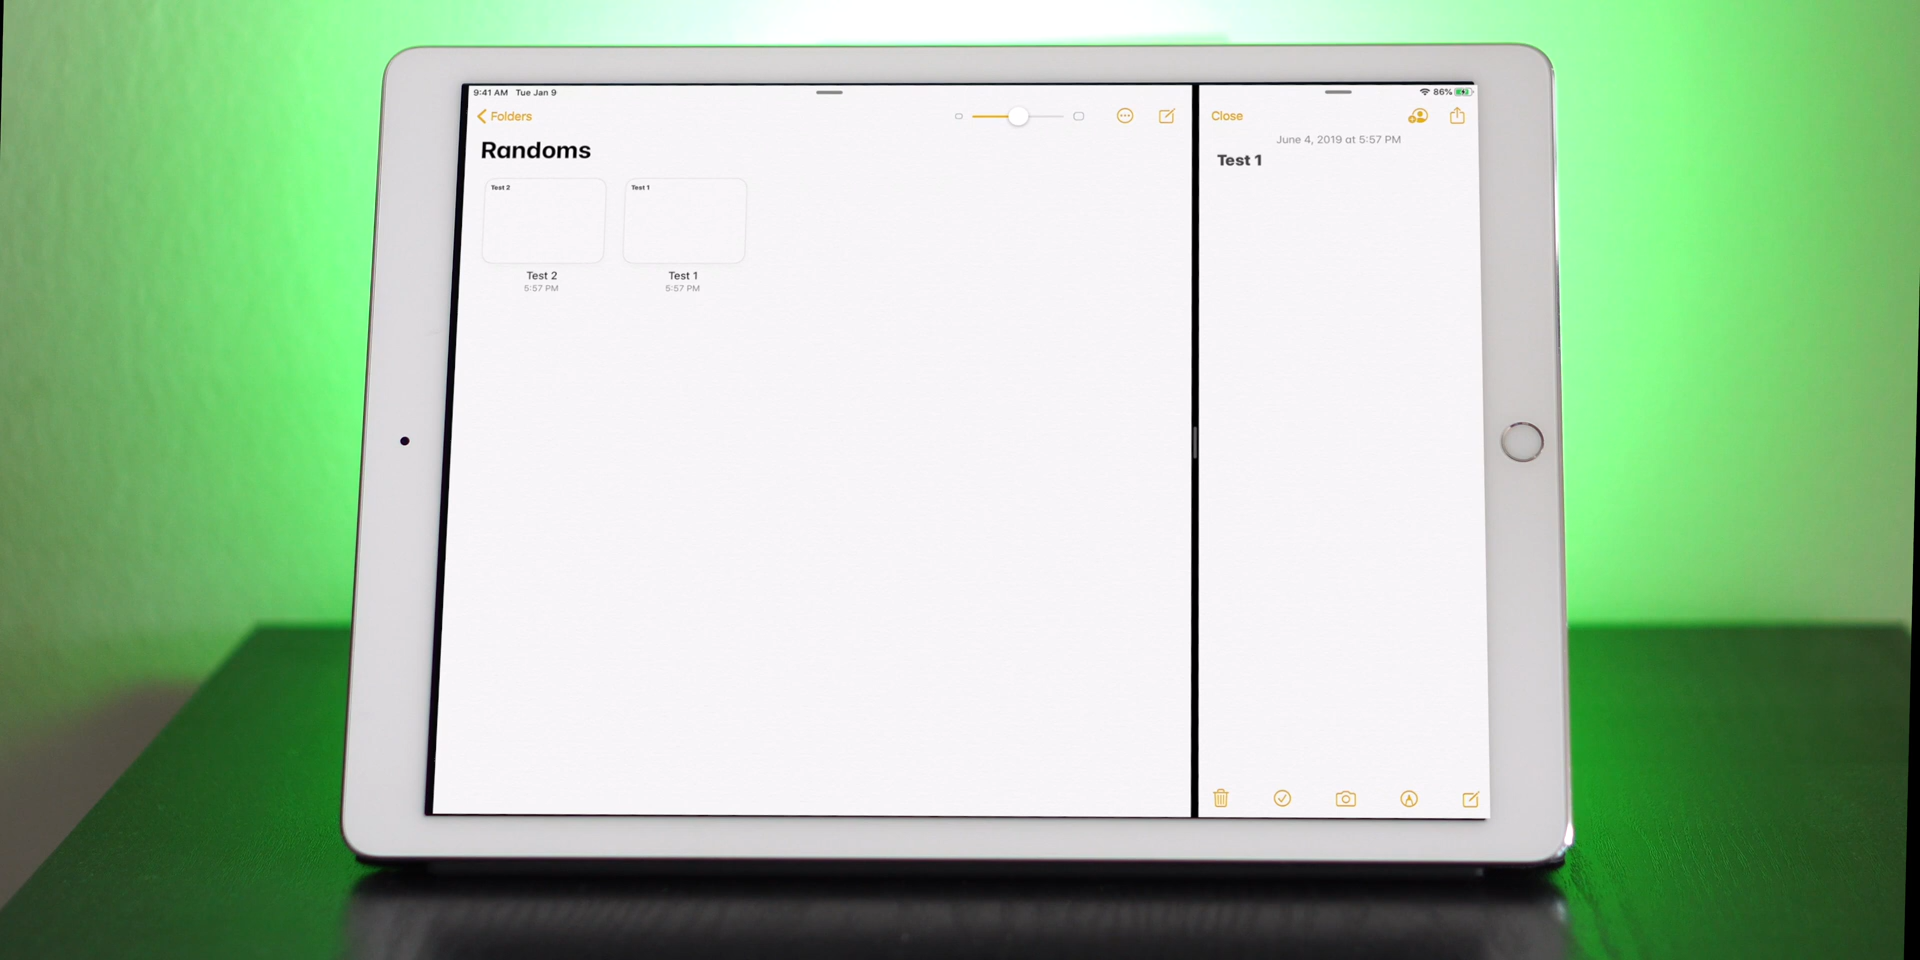 9:41 AM Tue Jan 9
Folders
Randoms
Test 2
Test 1
Test 2
5:57 PM
Test 1
5:57 PM
86%
Close
June 4, 2019 at 5:57 PM
Test 1